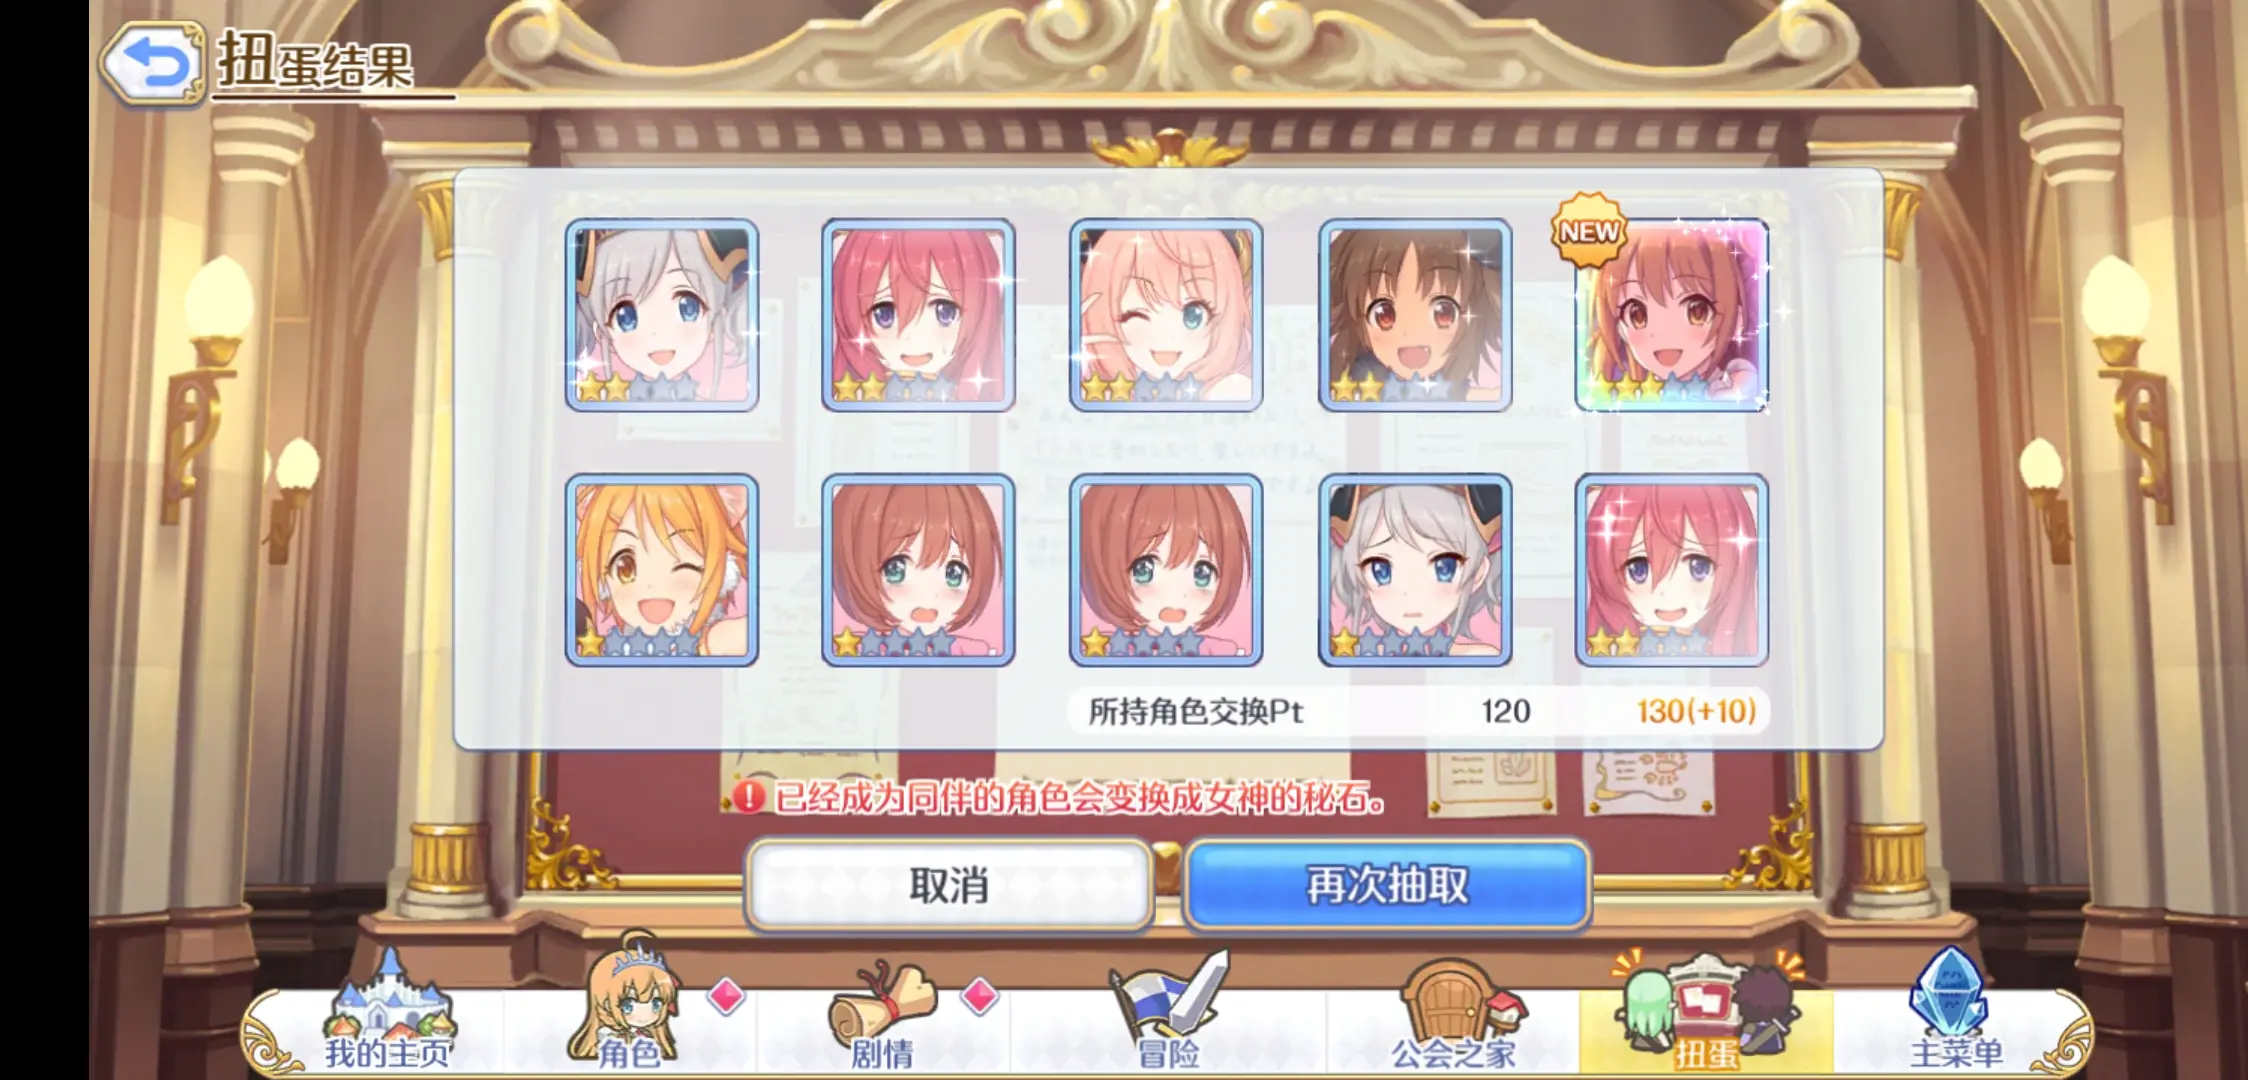 扭蛋结果
NEW
所持角色交换Pt 120 130(+10)
已经成为同伴的角色会变换成女神的秘石。
取消
再次抽取
我的主页
角色
剧情
冒险
公会之家
扭蛋
主菜单